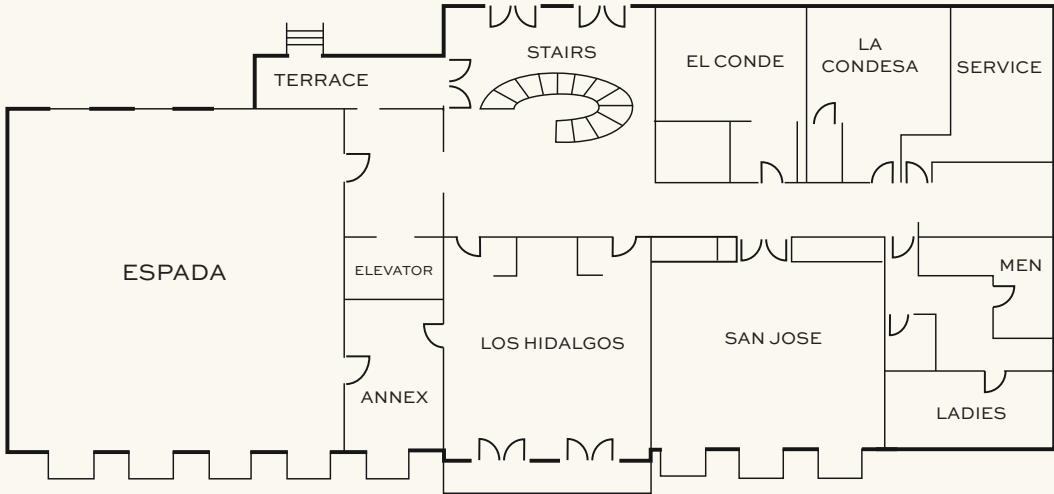 STAIRS
EL CONDE
LA
CONDESA
SERVICE
TERRACE
ESPADA
ELEVATOR
MEN
LOS HIDALGOS
SAN JOSE
ANNEX
LADIES